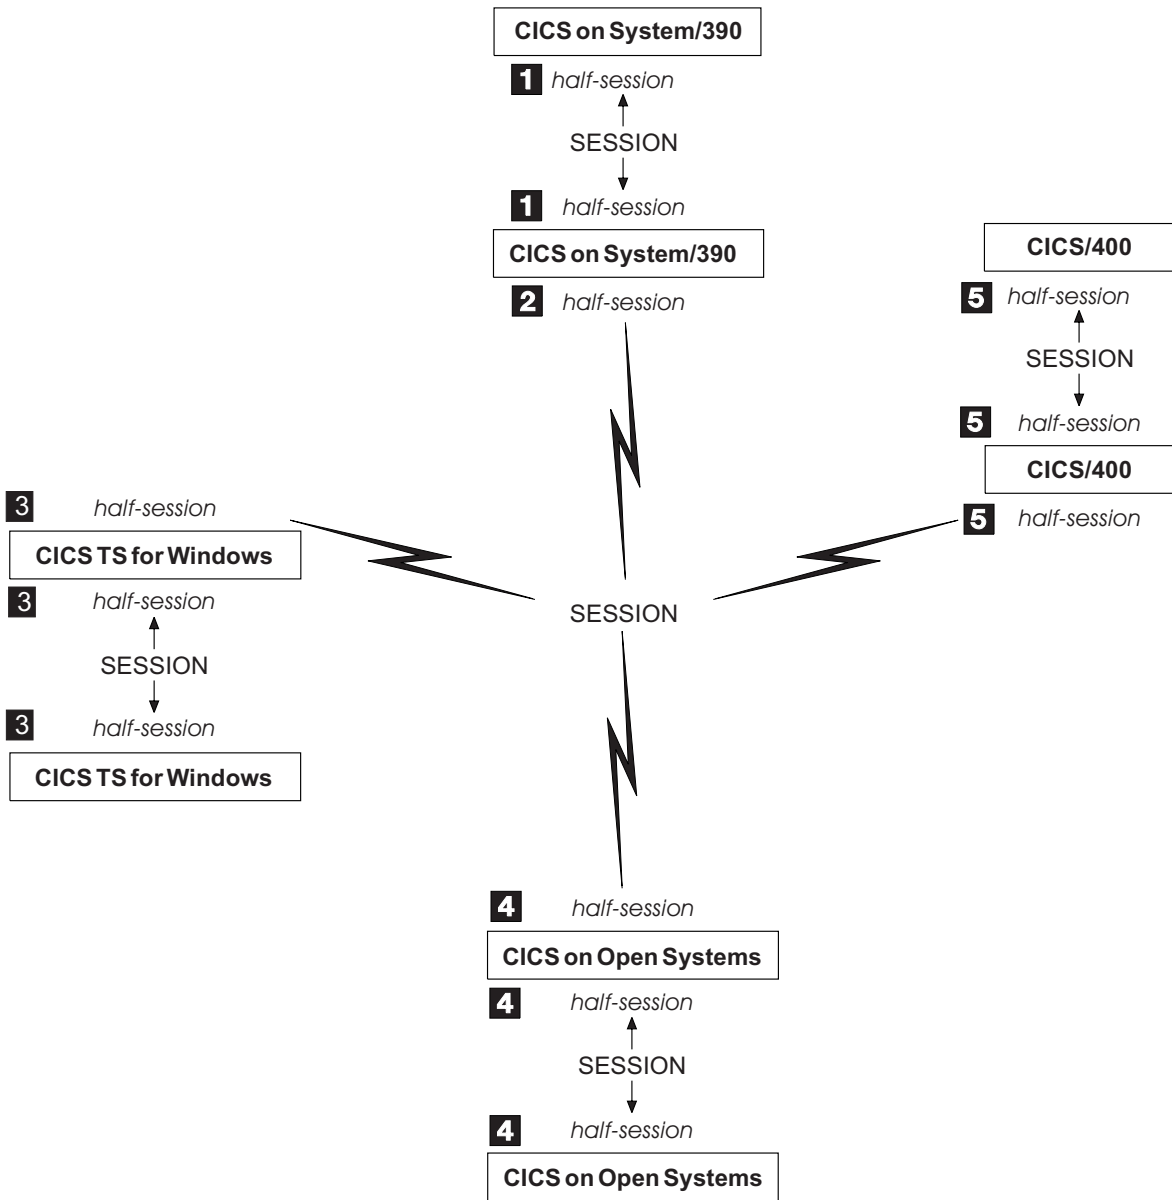 CICS on System/390
1 half-session
SESSION
1 half-session
CICS on System/390
2 half-session
CICS/400
5 half-session
SESSION
5 half-session
CICS/400
5 half-session
3 half-session
CICS TS for Windows
3 half-session
SESSION
3 half-session
CICS TS for Windows
SESSION
4 half-session
CICS on Open Systems
4 half-session
SESSION
4 half-session
CICS on Open Systems